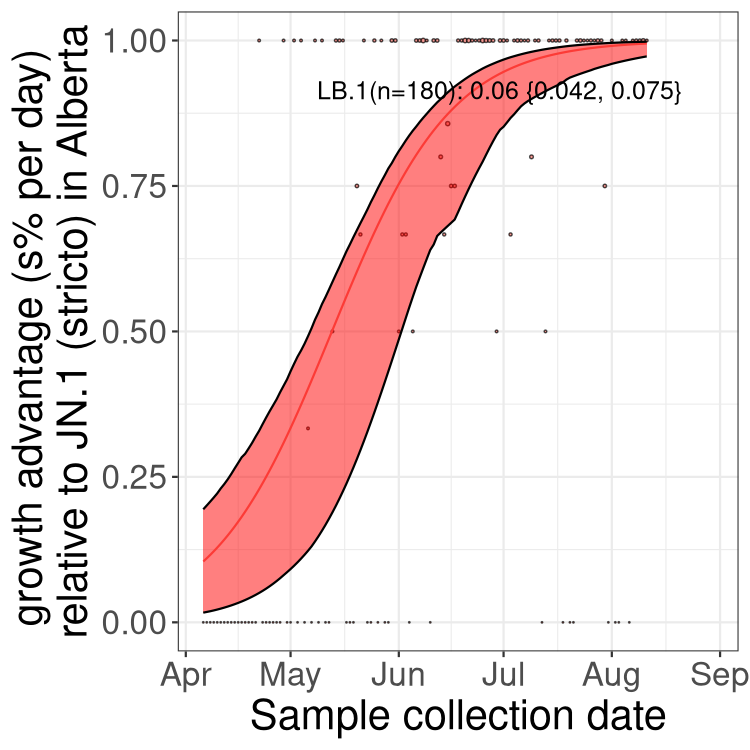 growth advantage (s% per day)
relative to JN.1 (stricto) in Alberta
1.00
0.75
0.50
0.25
0.00
LB.1(n=180): 0.06 {0.042, 0.075}
Apr May Jun Jul Aug Sep
Sample collection date